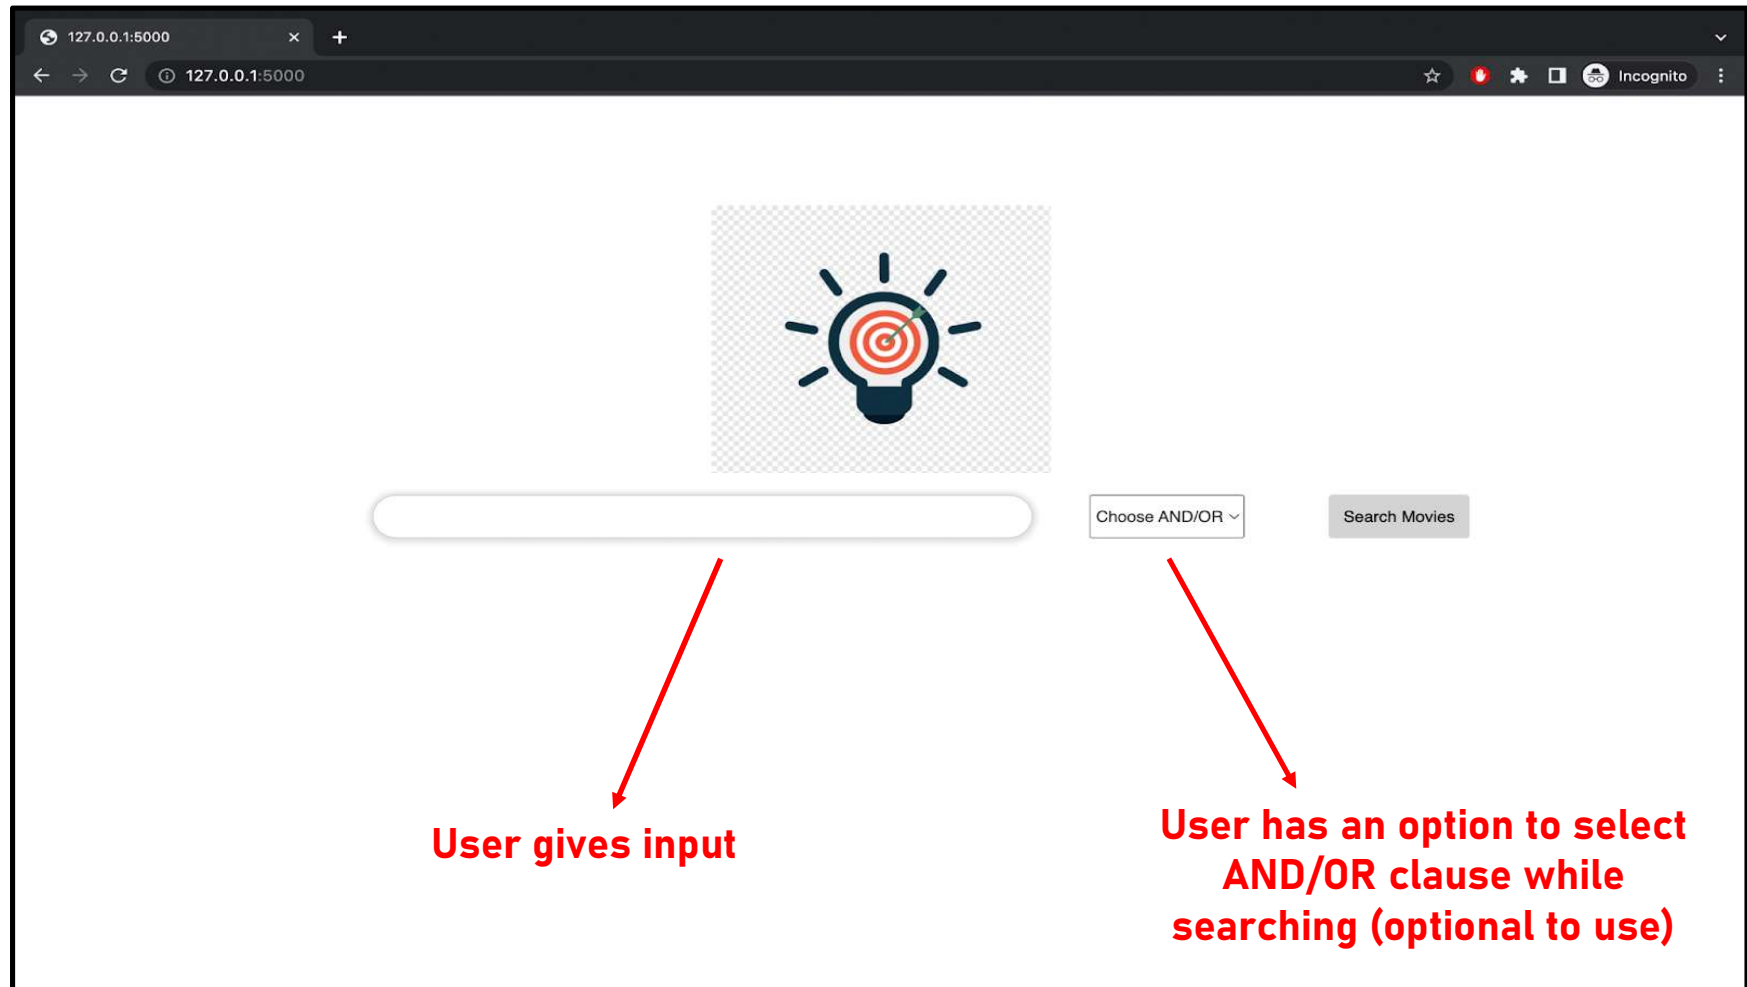 127.0.0.1:5000
127.0.0.1:5000
Incognito
Choose AND/OR
Search Movies
User gives input
User has an option to select
AND/OR clause while
searching (optional to use)